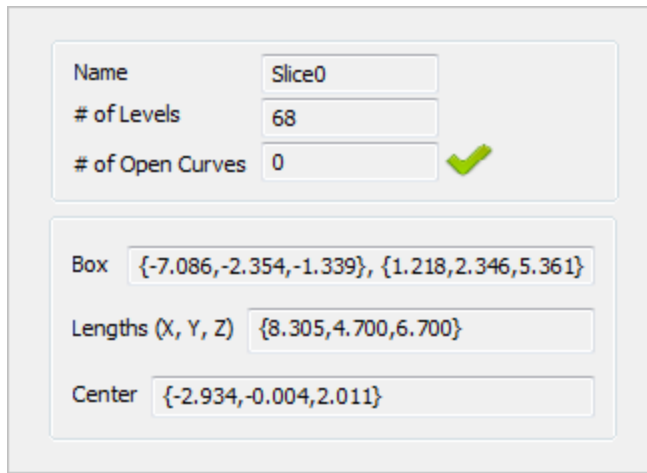 Name Slice0
# of Levels 68
# of Open Curves 0
Box {-7.086,-2.354,-1.339}, {1.218,2.346,5.361}
Lengths (X, Y, Z) {8.305,4.700,6.700}
Center {-2.934,-0.004,2.011}